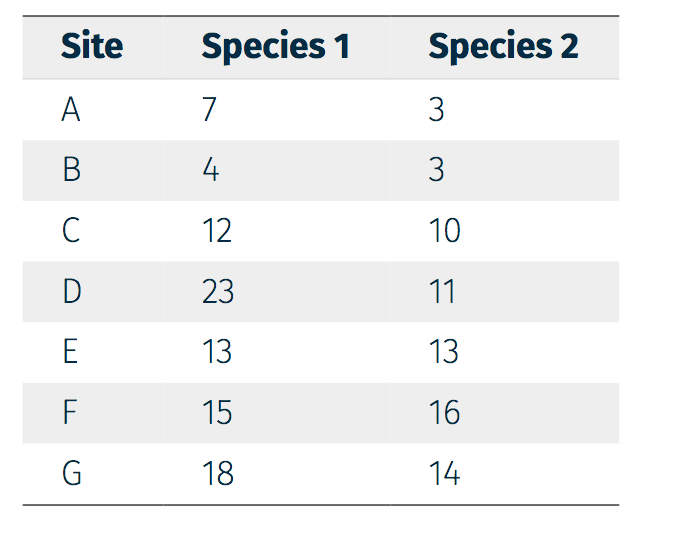 Site Species 1 Species 2
A 7 3
B 4 3
C 12 10
D 23 11
E 13 13
F 15 16
G 18 14